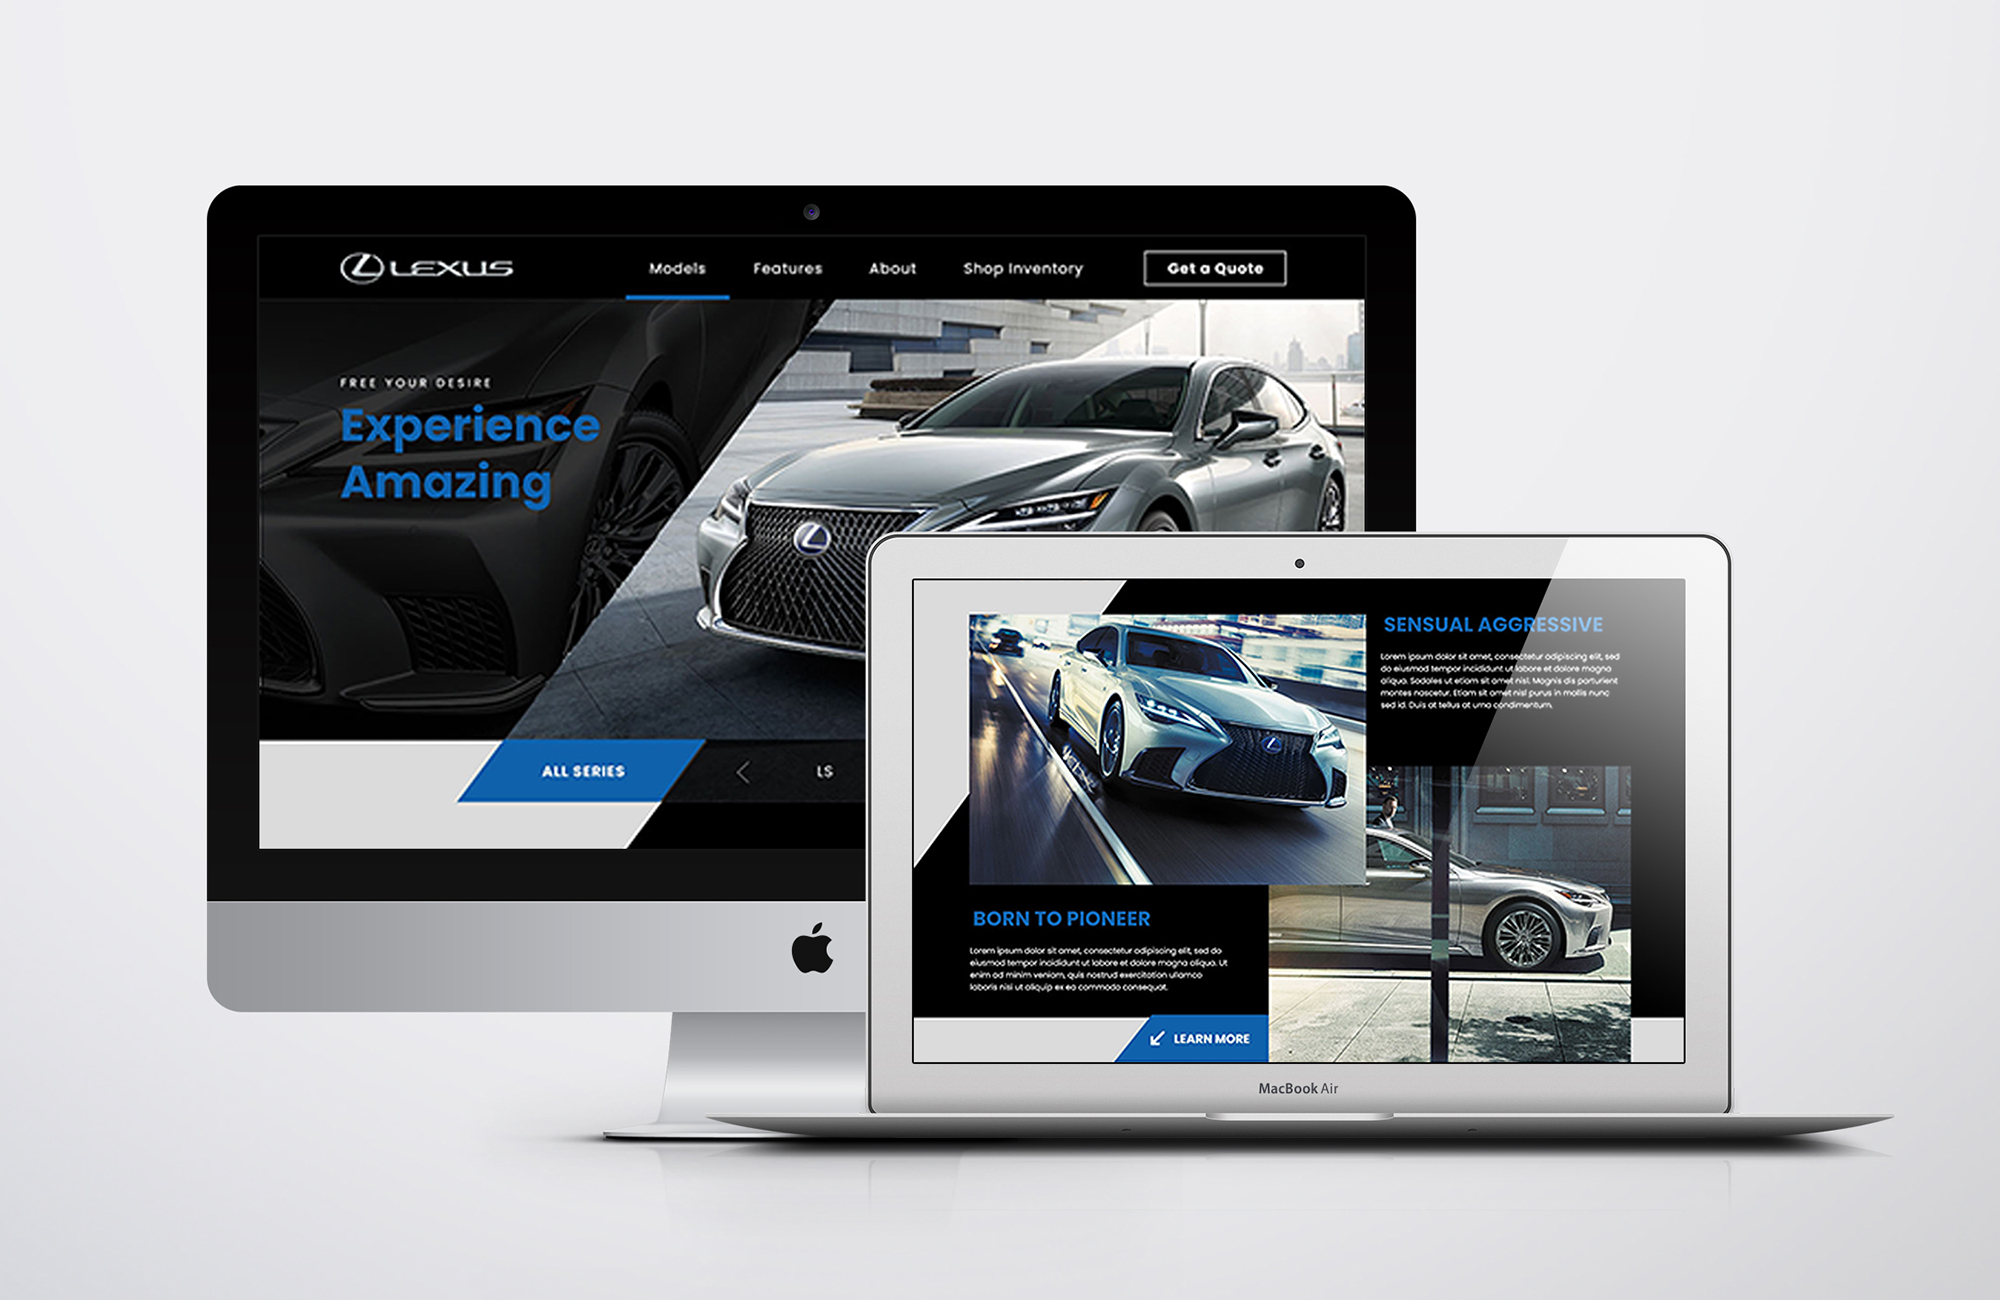 LEXUS
Models
Features
About
Shop Inventory
Get a Quote
FREE YOUR DESIRE
Experience
Amazing
ALL SERIES
LS
SENSUAL AGGRESSIVE
Lorem ipsum dolor sit amet, consectetur adipiscing elit, sed
do eiusmod tempor incididunt ut labore et dolore magna
aliqua. Sodales ut etiam sit amet nisl. Magnis dis parturient
montes nascetur. Etiam sit amet nisl purus in mollis nunc
sed id. Duis at tellus at urna condimentum.
BORN TO PIONEER
Lorem ipsum dolor sit amet, consectetur adipiscing elit, sed do
eiusmod tempor incididunt ut labore et dolore magna aliqua. Ut
enim ad minim veniam, quis nostrud exercitation ullamco
laboris nisi ut aliquip ex ea commodo consequat.
LEARN MORE
MacBook Air